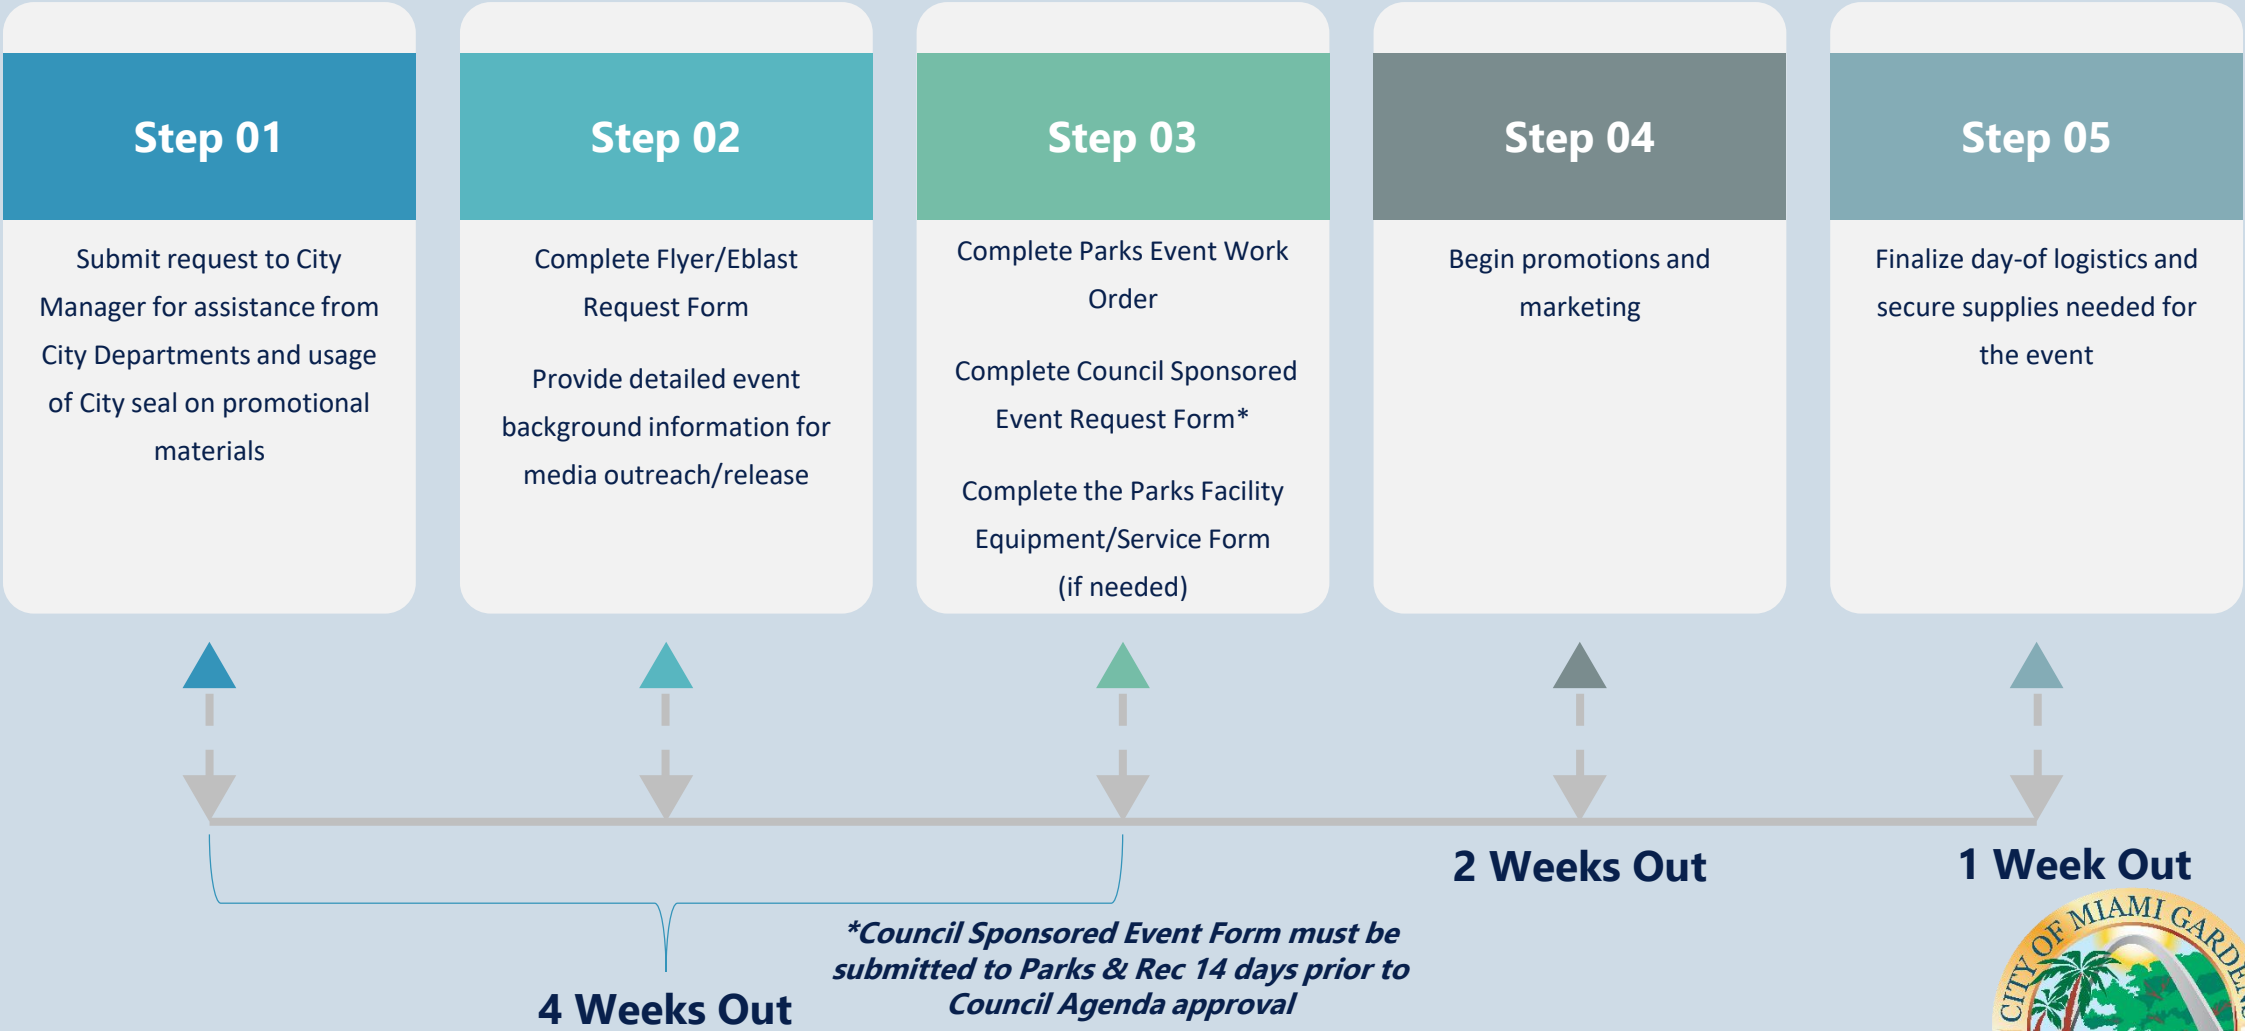 Step 01
Submit request to City
Manager for assistance from
City Departments and usage
of City seal on promotional
materials
Step 02
Complete Flyer/Eblast
Request Form
Provide detailed event
background information for
media outreach/release
Step 03
Complete Parks Event Work
Order
Complete Council Sponsored
Event Request Form*
Complete the Parks Facility
Equipment/Service Form
(if needed)
Step 04
Begin promotions and
marketing
Step 05
Finalize day-of logistics and
secure supplies needed for
the event
4 Weeks Out
2 Weeks Out
1 Week Out
*Council Sponsored Event Form must be
submitted to Parks & Rec 14 days prior to
Council Agenda approval
CITY OF MIAMI GARDENS